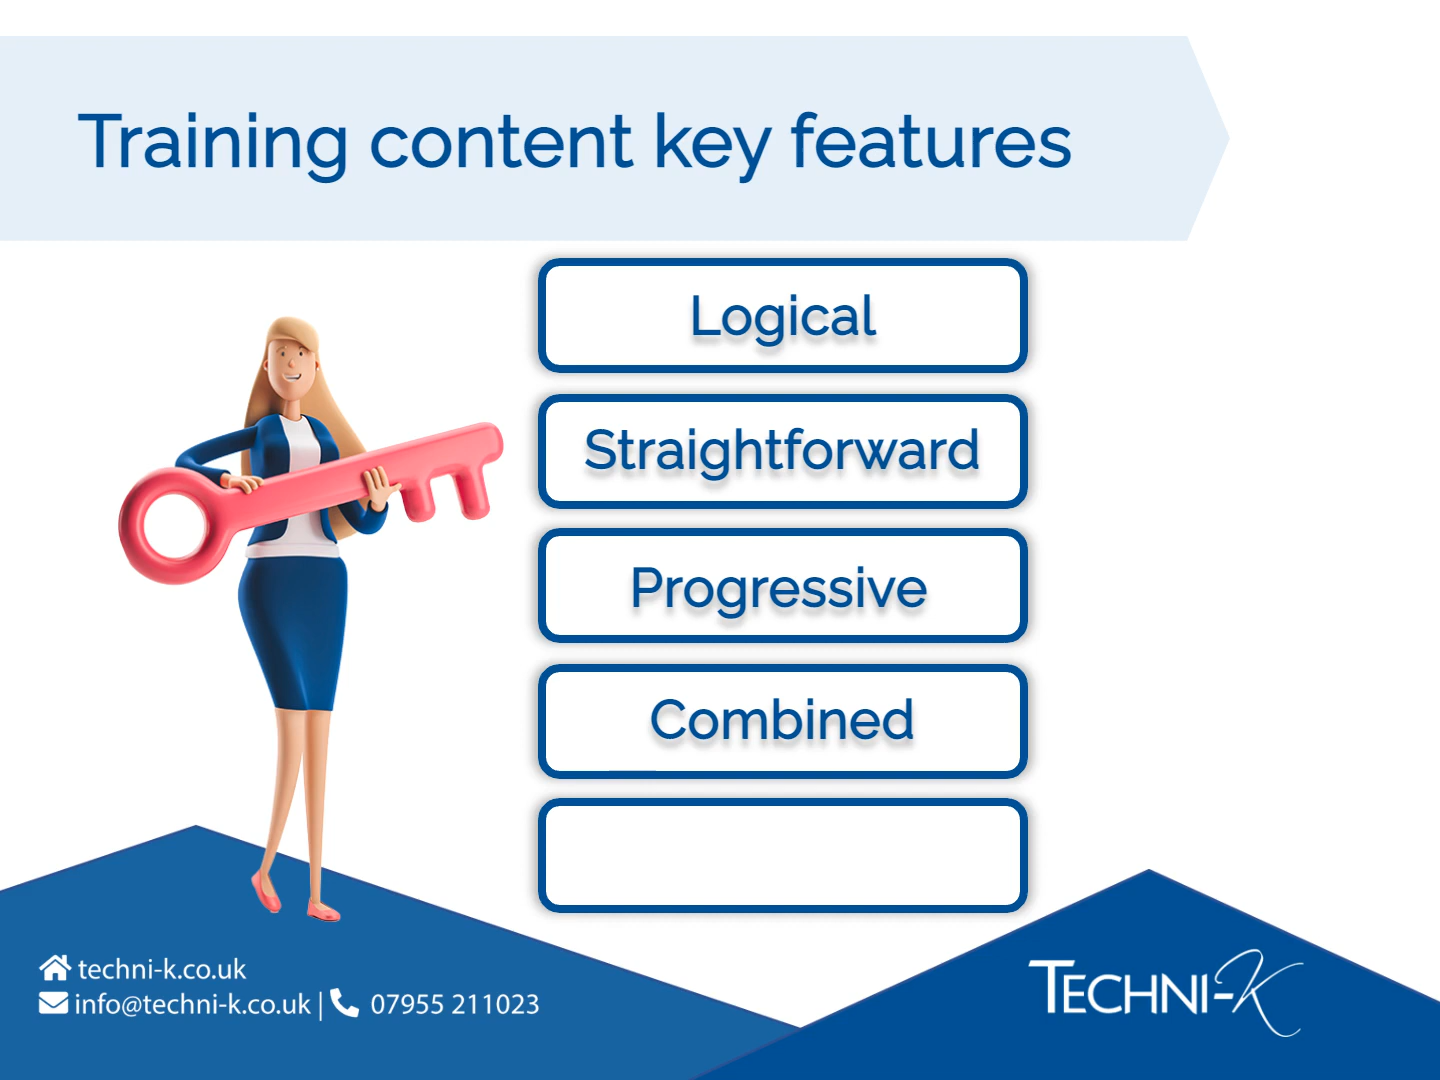 Training content key features
Logical
Straightforward
Progressive
Combined
techni-k.co.uk
info@techni-k.co.uk | 07955 211023
TECHNI-K